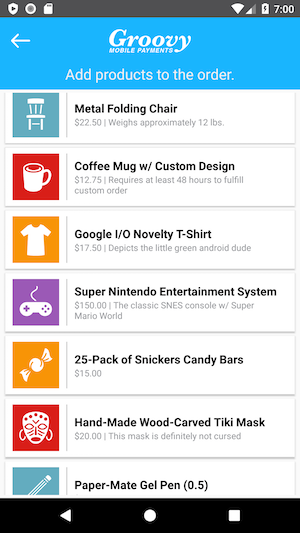 7:00
Groovy
MOBILE PAYMENTS
Add products to the order.
Metal Folding Chair
$22.50 | Weighs approximately 12 lbs.
Coffee Mug w/ Custom Design
$12.75 | Requires at least 48 hours to fulfill
custom order
Google I/O Novelty T-Shirt
$17.50 | Depicts the little green android dude
Super Nintendo Entertainment System
$150.00 | The classic SNES console w/ Super
Mario World
25-Pack of Snickers Candy Bars
$15.00
Hand-Made Wood-Carved Tiki Mask
$20.00 | This mask is definitely not cursed
Paper-Mate Gel Pen (0.5)